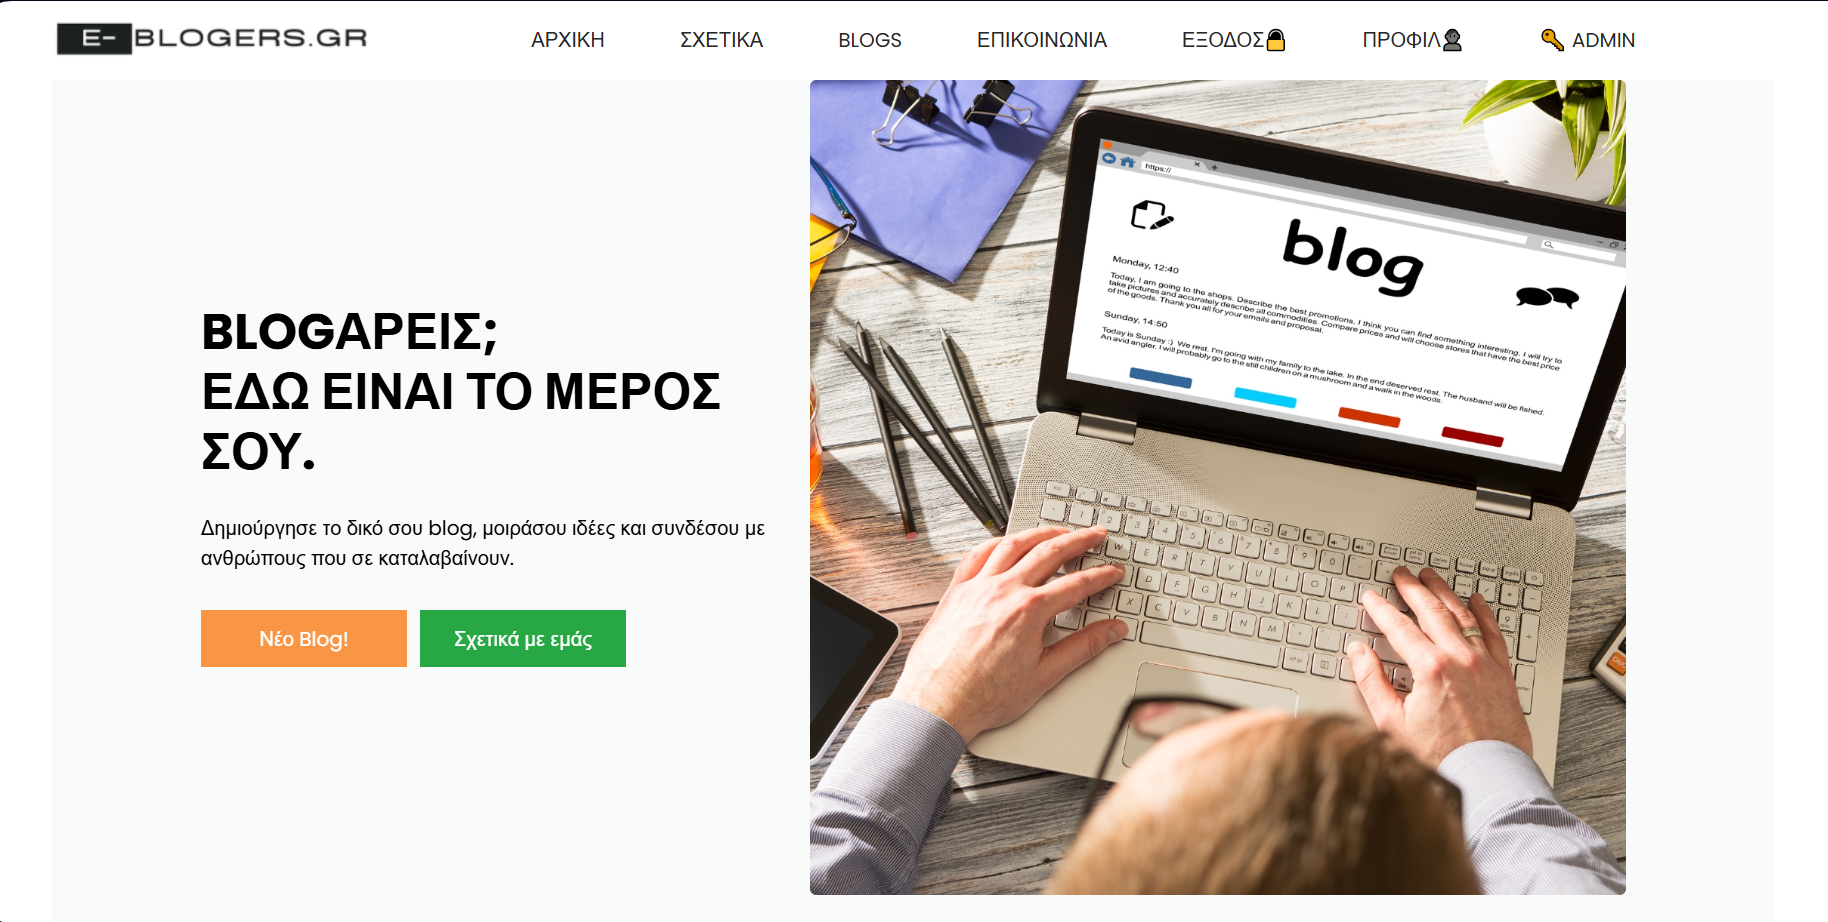 E-BLOGERS.GR
ΑΡΧΙΚΗ
ΣΧΕΤΙΚΑ
BLOGS
ΕΠΙΚΟΙΝΩΝΙΑ
ΕΞΟΔΟΣ
ΠΡΟΦΙΛ
ADMIN
BLOGΑΡΕΙΣ;
ΕΔΩ ΕΙΝΑΙ ΤΟ ΜΕΡΟΣ
ΣΟΥ.
Δημιούργησε το δικό σου blog, μοιράσου ιδέες και συνδέσου με
ανθρώπους που σε καταλαβαίνουν.
Νέο Blog!
Σχετικά με εμάς
https://
blog
Monday, 12:40
Today, I am going to the shops. Describe the best promotions. I think you can find something interesting. I will try to
take pictures and accurately describe all commodities. Compare prices and will choose stores that have the best price
of the goods. Thank you all for your emails and proposal.
Sunday, 14:50
Today is Sunday :) We rest. I'm going with my family to the lake. In the end deserved rest. The husband will be fished.
An avid angler. I will probably go to the still children on a mushroom and a walk in the woods.